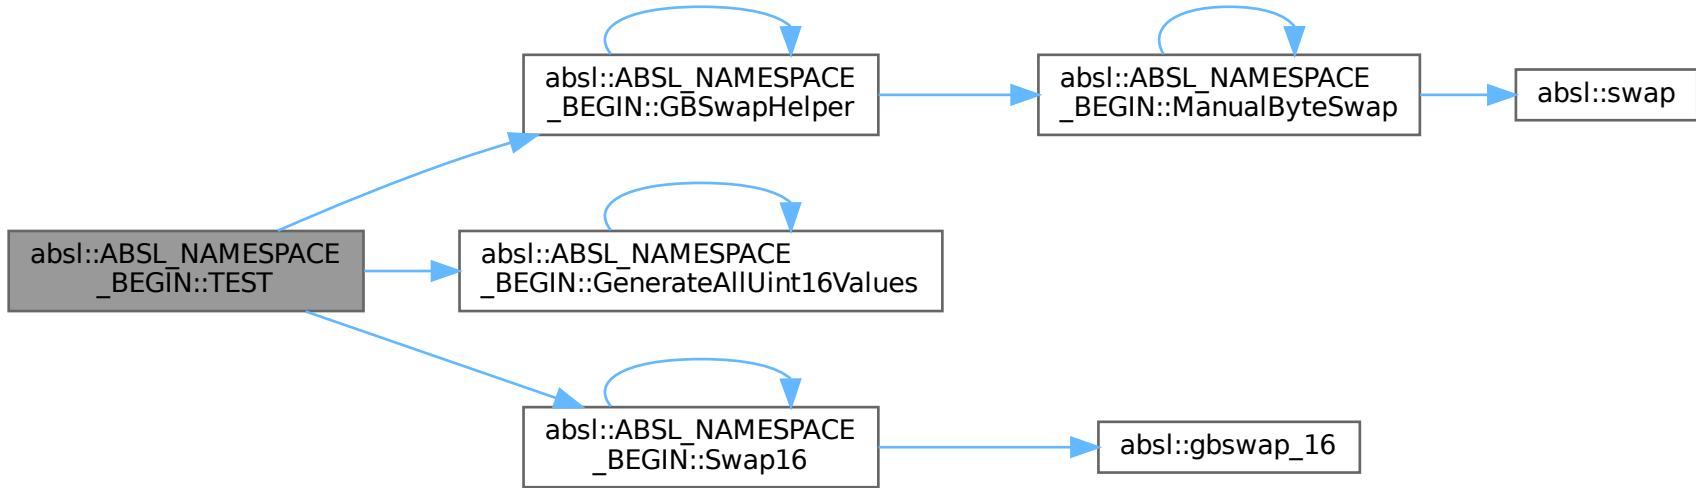 absl::ABSL_NAMESPACE
_BEGIN::GBSwapHelper
absl::ABSL_NAMESPACE
_BEGIN::ManualByteSwap
absl::swap
absl::ABSL_NAMESPACE
_BEGIN::TEST
absl::ABSL_NAMESPACE
_BEGIN::GenerateAllUint16Values
absl::ABSL_NAMESPACE
_BEGIN::Swap16
absl::gbswap_16